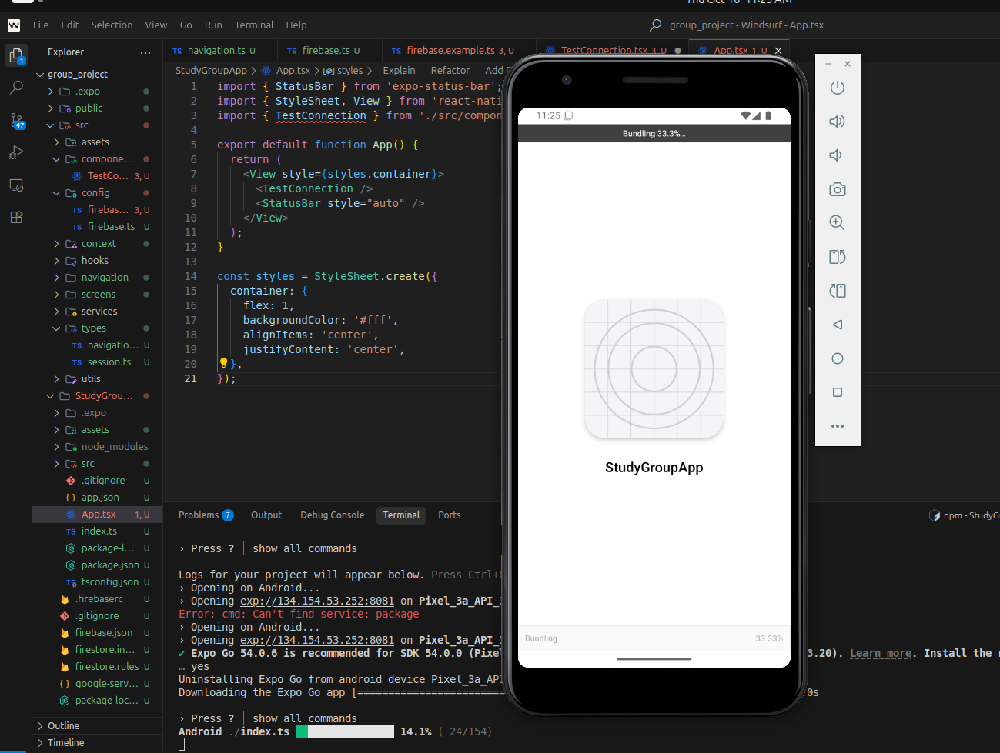 Thu Oct 16 11:25 AM
File Edit Selection View Go Run Terminal Help
group_project - Windsurf - App.tsx
Explorer
group_project
.expo
public
src
assets
compone...
TestCo... 3, U
config
firebas... 3, U
firebase.ts U
context
hooks
navigation
screens
services
types
navigatio... U
session.ts U
utils
StudyGrou...
.expo
assets
node_modules
src
.gitignore U
app.json U
App.tsx 1, U
index.ts U
package-l... U
package.json U
tsconfig.json U
.firebaserc U
.gitignore U
firebase.json U
firestore.in... U
firestore.rules U
google-serv... U
package-loc... U
Outline
Timeline
1
47
navigation.ts U
firebase.ts U
firebase.example.ts 3, U
TestConnection.tsx 3, U
App.tsx 1, U
StudyGroupApp > App.tsx > styles > Explain Refactor Add
1 import { StatusBar } from 'expo-status-bar';
2 import { StyleSheet, View } from 'react-nati
3 import { TestConnection } from './src/compon
4
5 export default function App() {
6 return (
7 <View style={styles.container}>
8 <TestConnection />
9 <StatusBar style="auto" />
10 </View>
11 );
12 }
13
14 const styles = StyleSheet.create({
15 container: {
16 flex: 1,
17 backgroundColor: '#fff',
18 alignItems: 'center',
19 justifyContent: 'center',
20 },
21 });
Problems 7 Output Debug Console Terminal Ports
npm - StudyG
› Press ? │ show all commands
Logs for your project will appear below. Press Ctrl+
› Opening on Android...
› Opening exp://134.154.53.252:8081 on Pixel_3a_API_3
Error: cmd: Can't find service: package
› Opening on Android...
› Opening exp://134.154.53.252:8081 on Pixel_3a_API_3
✔ Expo Go 54.0.6 is recommended for SDK 54.0.0 (Pixel 3.20). Learn more. Install the
… yes
Uninstalling Expo Go from android device Pixel_3a_API
Downloading the Expo Go app [========================= 0s
› Press ? │ show all commands
Android ./index.ts 14.1% ( 24/154)
11:25
Bundling 33.3%...
StudyGroupApp
Bundling 33.33%